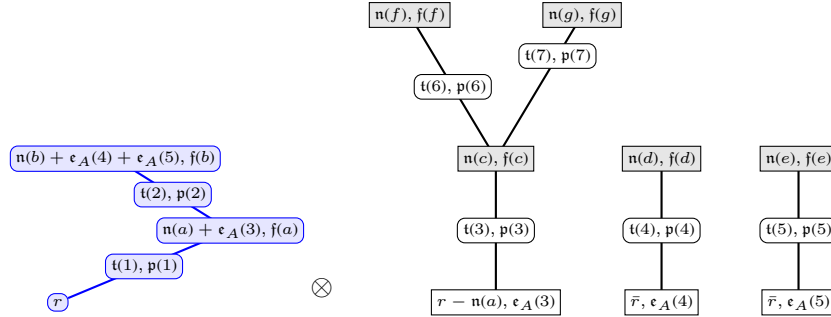 𝔫(f), 𝔣(f) 𝔫(g), 𝔣(g)
𝔱(7), 𝔭(7)
𝔱(6), 𝔭(6)
𝔫(b) + 𝔢_A(4) + 𝔢_A(5), 𝔣(b) 𝔫(c), 𝔣(c) 𝔫(d), 𝔣(d) 𝔫(e), 𝔣(e)
𝔱(2), 𝔭(2)
𝔫(a) + 𝔢_A(3), 𝔣(a) 𝔱(3), 𝔭(3) 𝔱(4), 𝔭(4) 𝔱(5), 𝔭(5)
𝔱(1), 𝔭(1)
r ⊗ r − 𝔫(a), 𝔢_A(3) r̄, 𝔢_A(4) r̄, 𝔢_A(5)